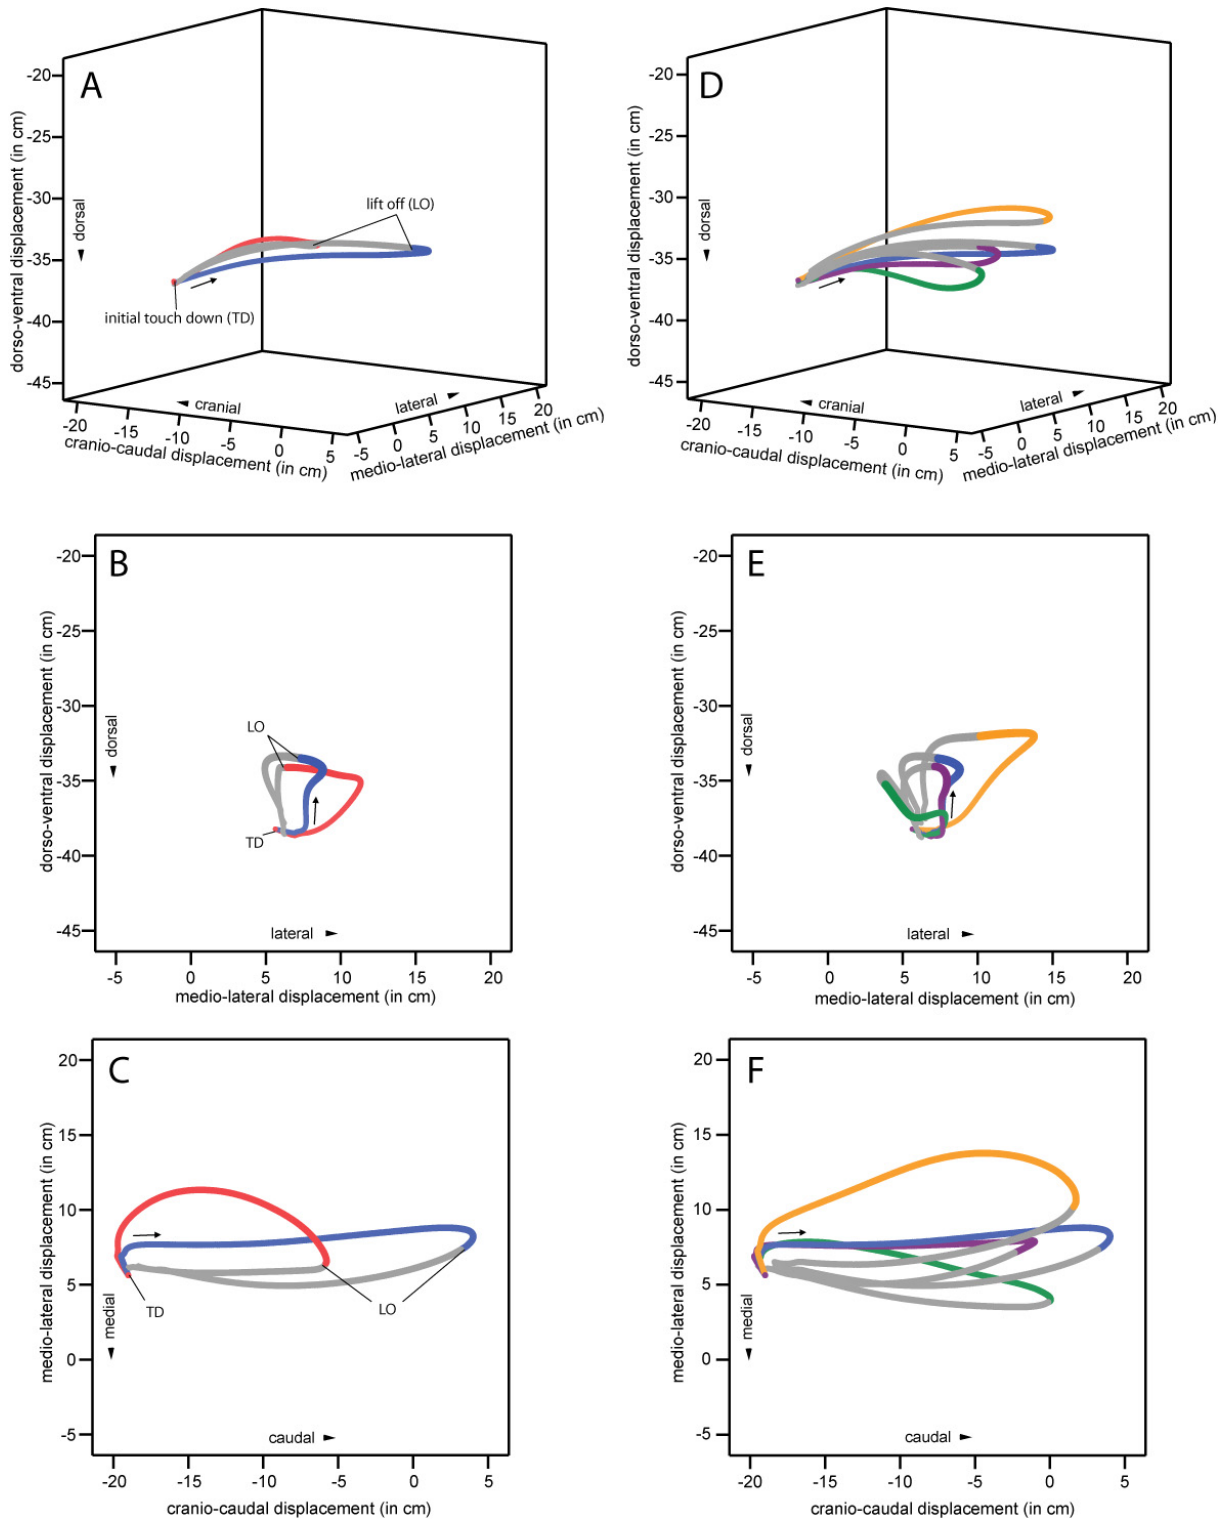 A
-20
-25
-30
-35
-40
-45
dorso-ventral displacement (in cm)
dorsal
lift off (LO)
initial touch down (TD)
cranial
lateral
-20 -15 -10 -5 0 5
-5 0 5 10 15 20
cranio-caudal displacement (in cm)
medio-lateral displacement (in cm)
D
-20
-25
-30
-35
-40
-45
dorso-ventral displacement (in cm)
dorsal
cranial
lateral
-20 -15 -10 -5 0 5
-5 0 5 10 15 20
cranio-caudal displacement (in cm)
medio-lateral displacement (in cm)
B
-20
-25
-30
-35
-40
-45
dorso-ventral displacement (in cm)
dorsal
LO
TD
lateral
-5 0 5 10 15 20
medio-lateral displacement (in cm)
E
-20
-25
-30
-35
-40
-45
dorso-ventral displacement (in cm)
dorsal
lateral
-5 0 5 10 15 20
medio-lateral displacement (in cm)
C
20
15
10
5
0
-5
medio-lateral displacement (in cm)
medial
TD
LO
caudal
-20 -15 -10 -5 0 5
cranio-caudal displacement (in cm)
F
20
15
10
5
0
-5
medio-lateral displacement (in cm)
medial
caudal
-20 -15 -10 -5 0 5
cranio-caudal displacement (in cm)